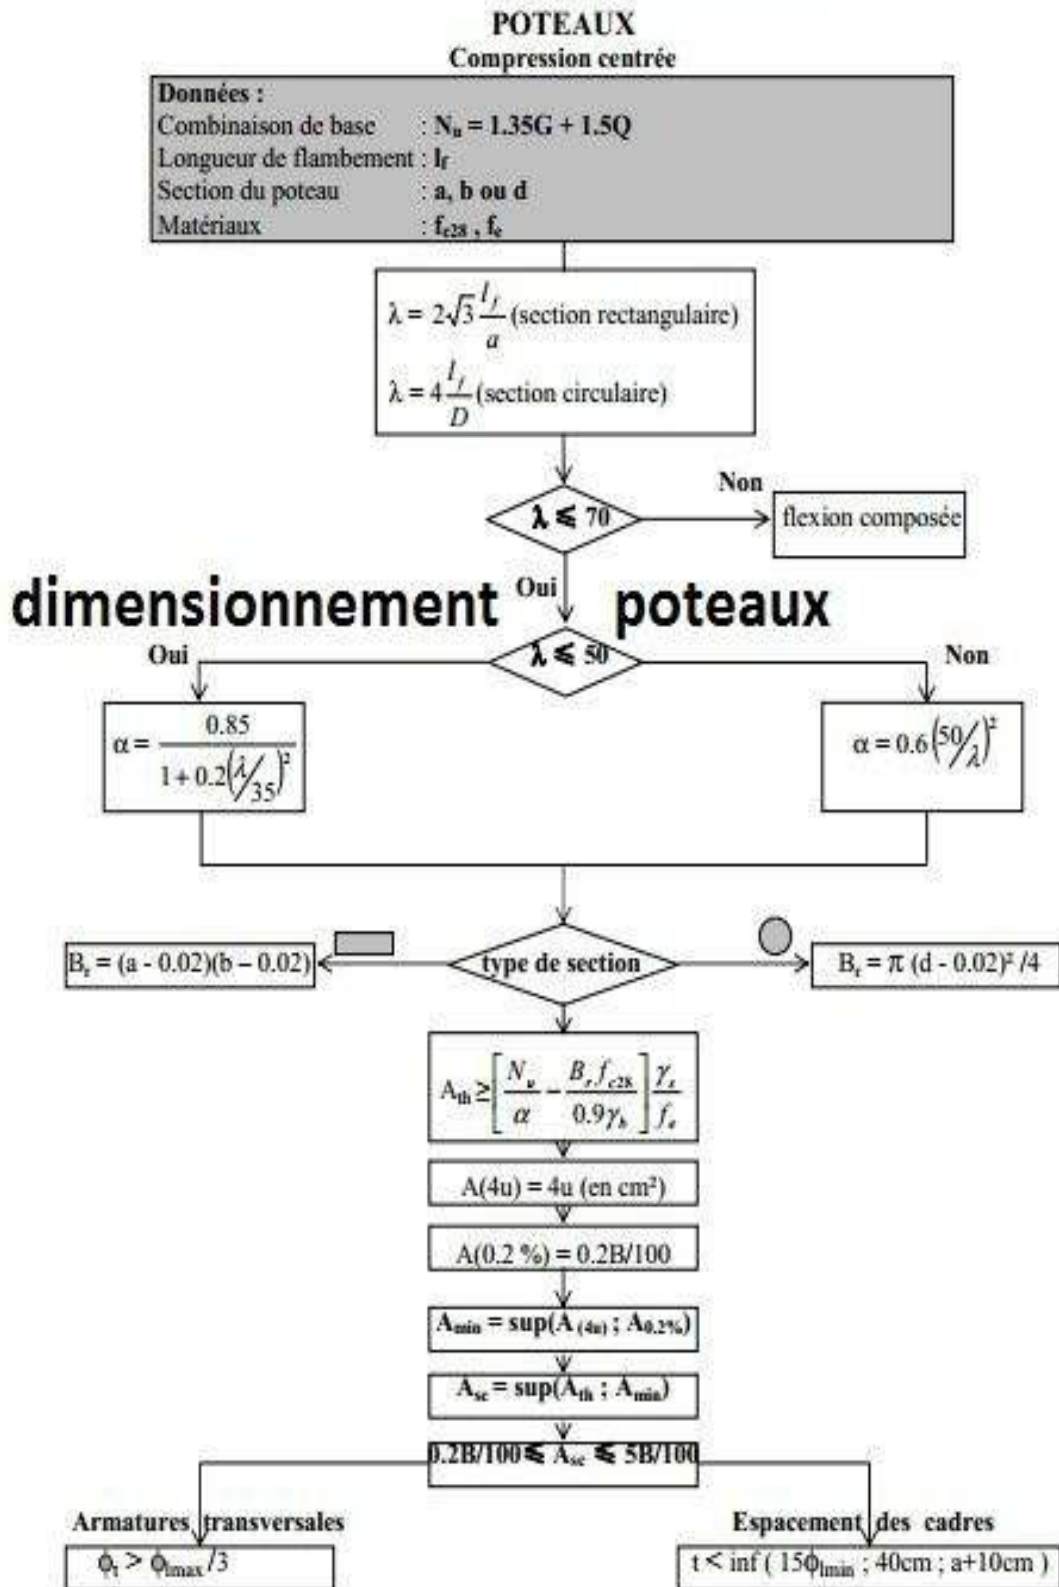 POTEAUX
Compression centrée
Données :
Combinaison de base : Nu = 1.35G + 1.5Q
Longueur de flambement : lf
Section du poteau : a, b ou d
Matériaux : fc28 , fe
λ = 2√3 lf/a (section rectangulaire)
λ = 4 lf/D (section circulaire)
λ ⩽ 70
Non
flexion composée
Oui
dimensionnement poteaux
λ ⩽ 50
Oui
Non
α = 0.85 / (1 + 0.2(λ/35)²)
α = 0.6(50/λ)²
Br = (a - 0.02)(b – 0.02)
type de section
Br = π (d - 0.02)² /4
Ath ≥ [Nu/α − Br fc28/0.9γb] γs/fe
A(4u) = 4u (en cm²)
A(0.2 %) = 0.2B/100
Amin = sup(A (4u) ; A0.2%)
Asc = sup(Ath ; Amin)
0.2B/100 ⩽ Asc ⩽ 5B/100
Armatures transversales
ϕt > ϕlmax /3
Espacement des cadres
t < inf ( 15ϕlmin ; 40cm ; a+10cm )